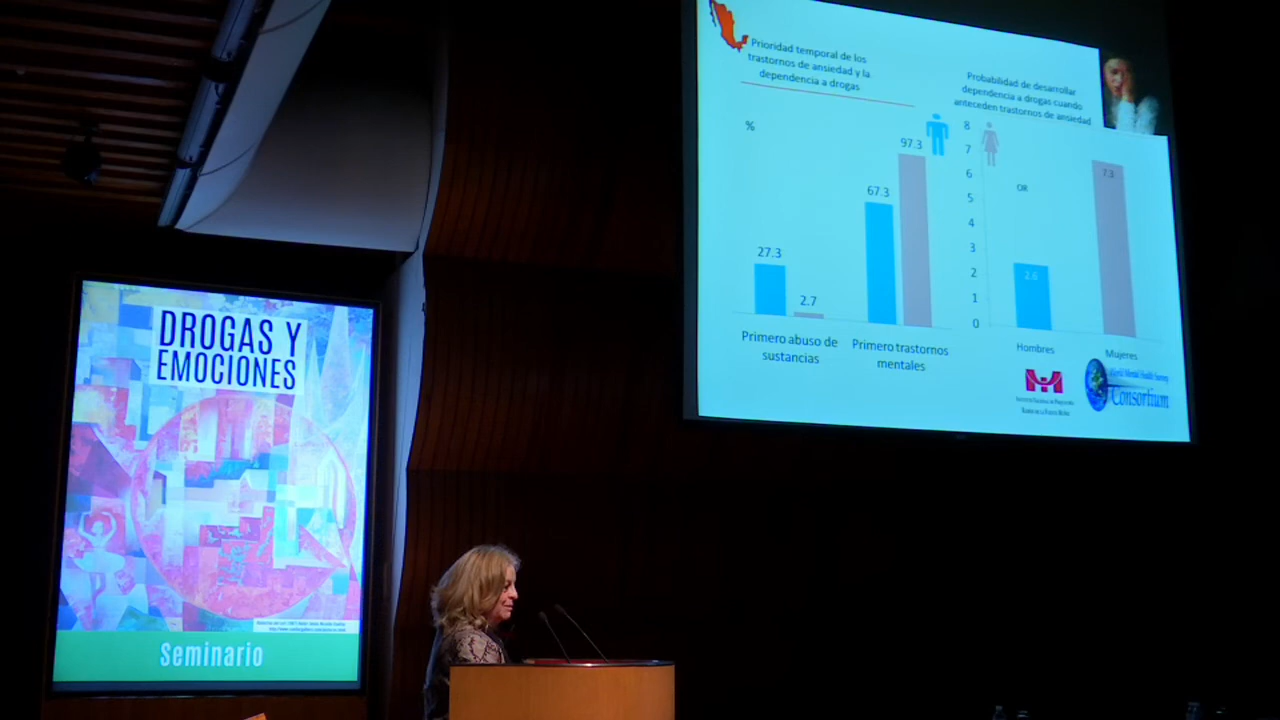 DROGAS Y
EMOCIONES
Seminario
Prioridad temporal de los
trastornos de ansiedad y la
dependencia a drogas
%
27.3
2.7
67.3
97.3
Primero abuso de
sustancias
Primero trastornos
mentales
Probabilidad de desarrollar
dependencia a drogas cuando
anteceden trastornos de ansiedad
8
7
6
5
4
3
2
1
0
OR
2.6
7.3
Hombres
Mujeres
Consortium